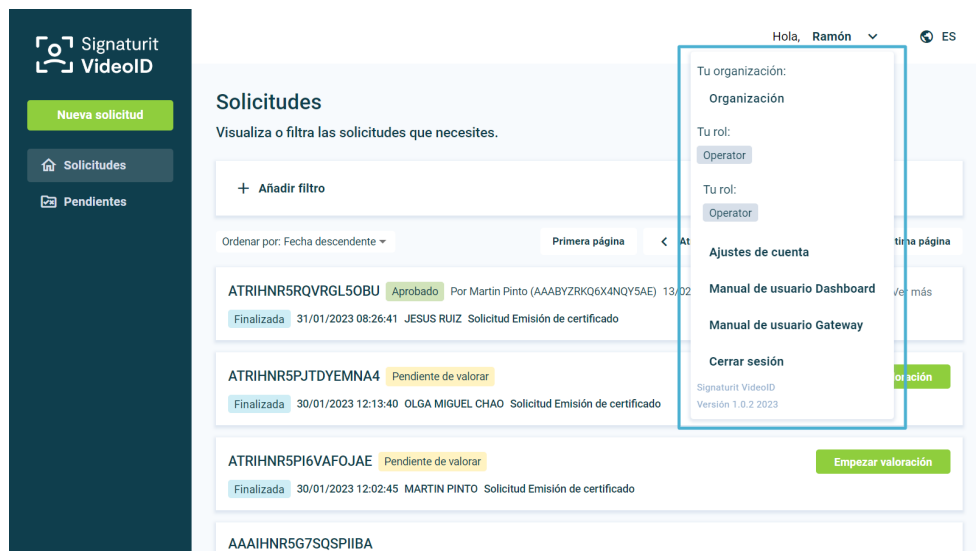 Signaturit
VideoID
Nueva solicitud
Solicitudes
Pendientes
Hola, Ramón
ES
Solicitudes
Visualiza o filtra las solicitudes que necesites.
+ Añadir filtro
Ordenar por: Fecha descendente
Primera página
página
ATRIHNR5RQVRGL5OBU Aprobado Por Martin Pinto (AAABYZRKQ6X4NQY5AE) 13/02
Ver más
Finalizada 31/01/2023 08:26:41 JESUS RUIZ Solicitud Emisión de certificado
ATRIHNR5PJTDYEMNA4 Pendiente de valorar
Finalizada 30/01/2023 12:13:40 OLGA MIGUEL CHAO Solicitud Emisión de certificado
ATRIHNR5PI6VAFOJAE Pendiente de valorar
Empezar valoración
Finalizada 30/01/2023 12:02:45 MARTIN PINTO Solicitud Emisión de certificado
AAAIHNR5G7SQSPIIBA
Tu organización:
Organización
Tu rol:
Operator
Tu rol:
Operator
Ajustes de cuenta
Manual de usuario Dashboard
Manual de usuario Gateway
Cerrar sesión
Signaturit VideoID
Versión 1.0.2 2023